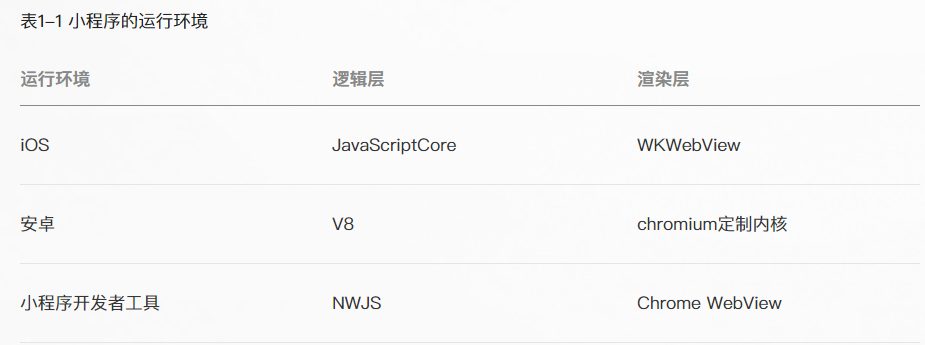 表1–1 小程序的运行环境
运行环境 逻辑层 渲染层
iOS JavaScriptCore WKWebView
安卓 V8 chromium定制内核
小程序开发者工具 NWJS Chrome WebView